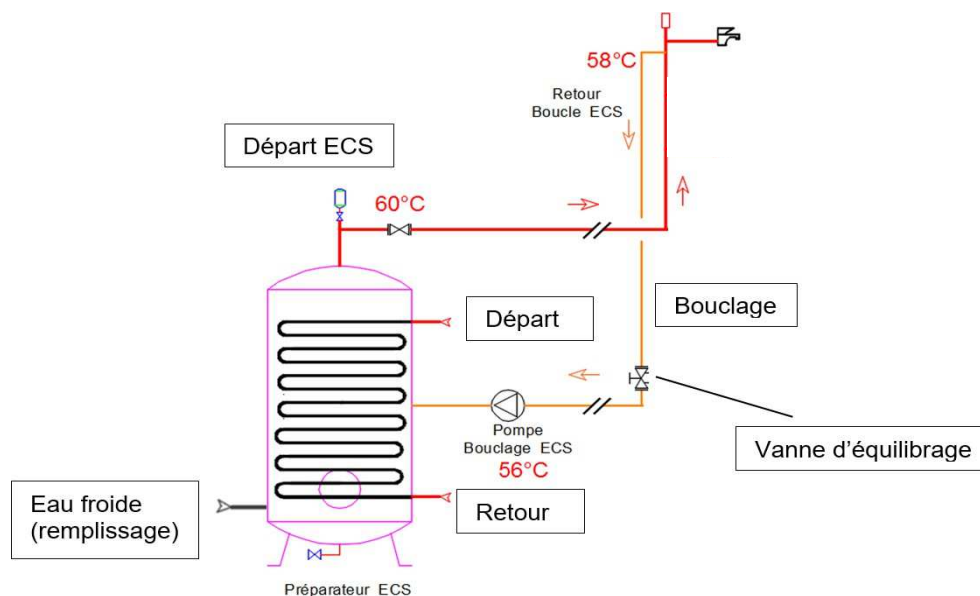 58°C
Retour
Boucle ECS
Départ ECS
60°C
Départ
Bouclage
Pompe
Bouclage ECS
56°C
Vanne d'équilibrage
Eau froide
(remplissage)
Retour
Préparateur ECS